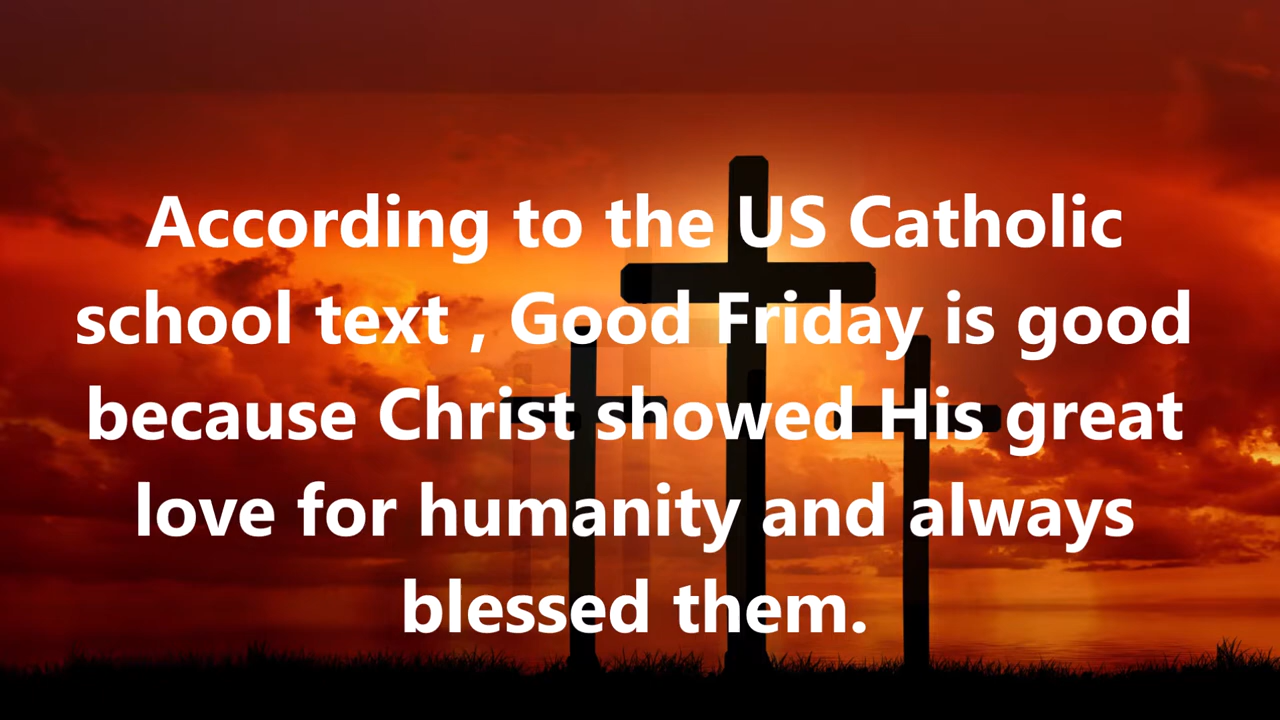 According to the US Catholic
school text , Good Friday is good
because Christ showed His great
love for humanity and always
blessed them.